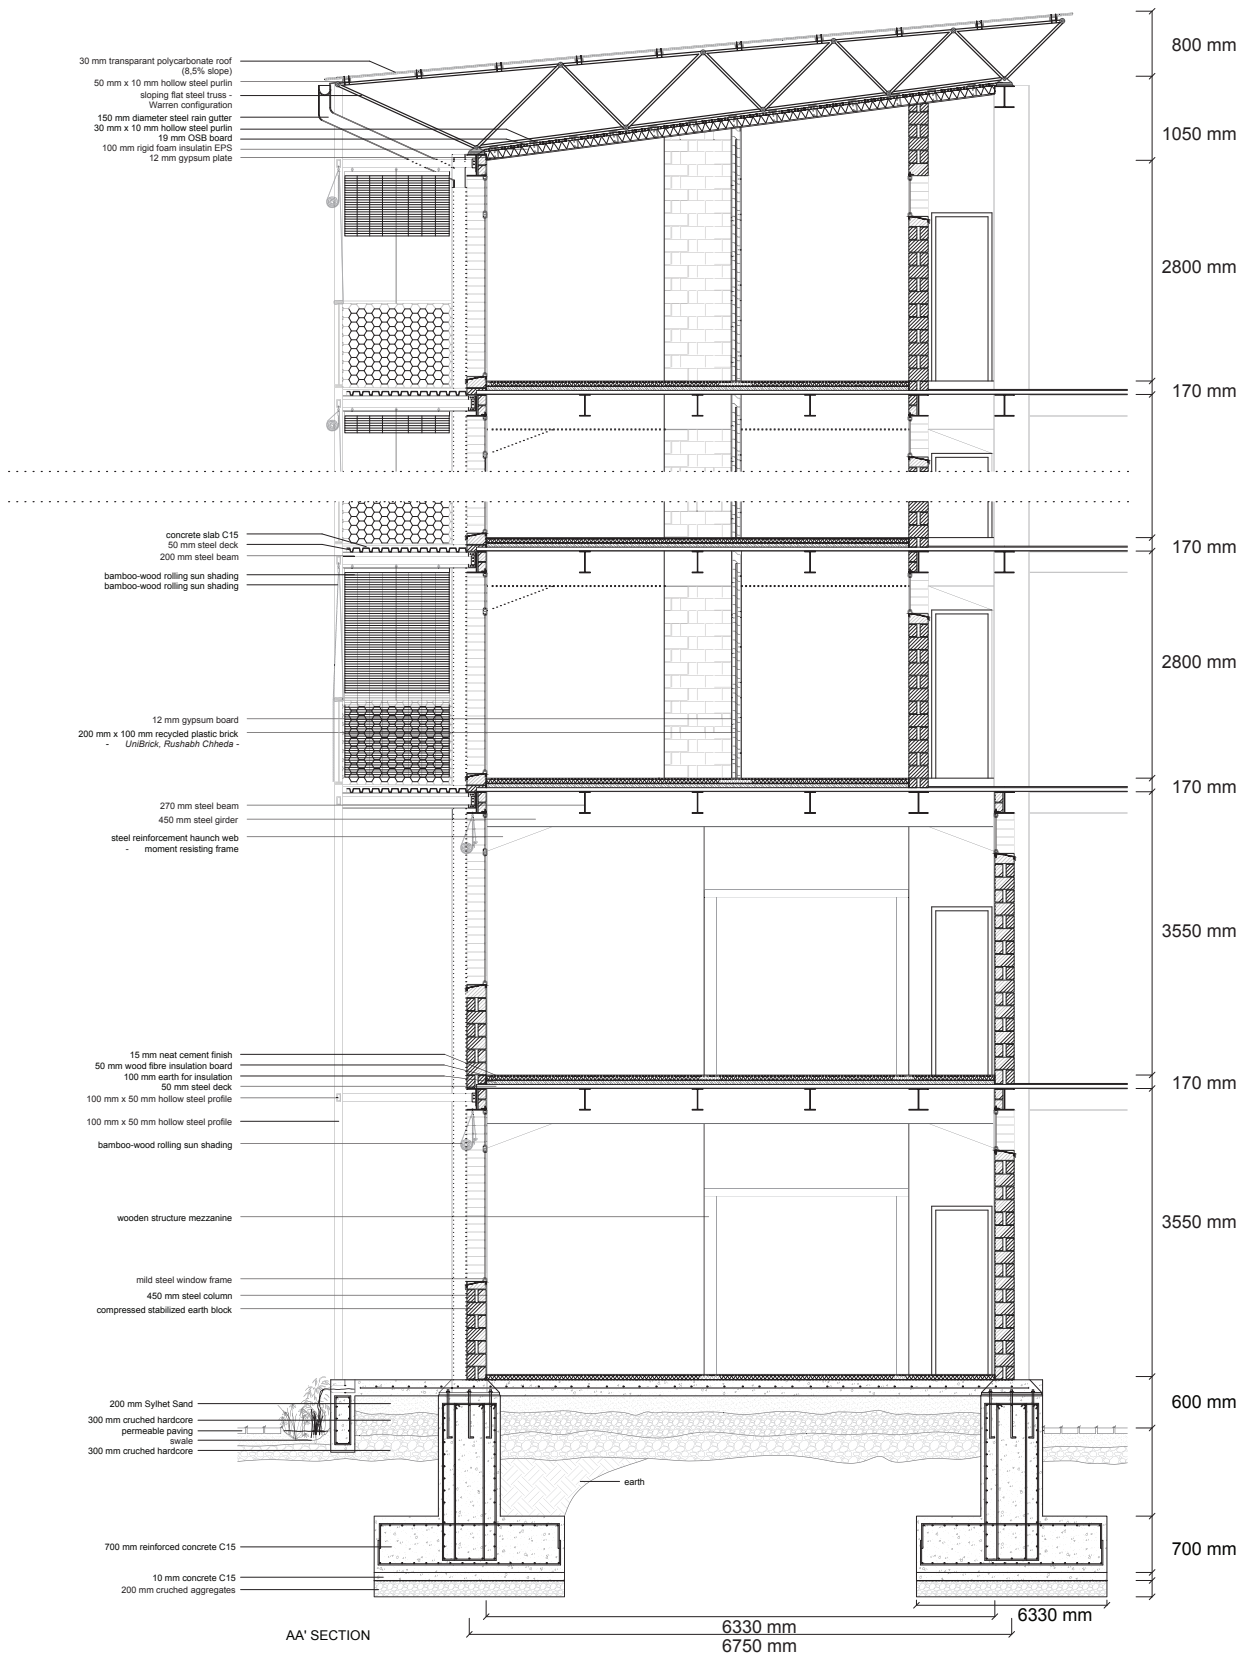 30 mm transparant polycarbonate roof
(8,5% slope)
50 mm x 10 mm hollow steel purlin
sloping flat steel truss -
Warren configuration
150 mm diameter steel rain gutter
30 mm x 10 mm hollow steel purlin
19 mm OSB board
100 mm rigid foam insulatin EPS
12 mm gypsum plate
800 mm
1050 mm
2800 mm
170 mm
concrete slab C15
50 mm steel deck
200 mm steel beam
bamboo-wood rolling sun shading
bamboo-wood rolling sun shading
170 mm
2800 mm
12 mm gypsum board
200 mm x 100 mm recycled plastic brick
- UniBrick, Rushabh Chheda -
170 mm
270 mm steel beam
450 mm steel girder
steel reinforcement haunch web
- moment resisting frame
3550 mm
15 mm neat cement finish
50 mm wood fibre insulation board
100 mm earth for insulation
50 mm steel deck
100 mm x 50 mm hollow steel profile
170 mm
100 mm x 50 mm hollow steel profile
bamboo-wood rolling sun shading
wooden structure mezzanine
3550 mm
mild steel window frame
450 mm steel column
compressed stabilized earth block
200 mm Sylhet Sand
300 mm cruched hardcore
permeable paving
swale
300 mm cruched hardcore
600 mm
earth
700 mm reinforced concrete C15
700 mm
10 mm concrete C15
200 mm cruched aggregates
6330 mm
6330 mm
6750 mm
AA' SECTION